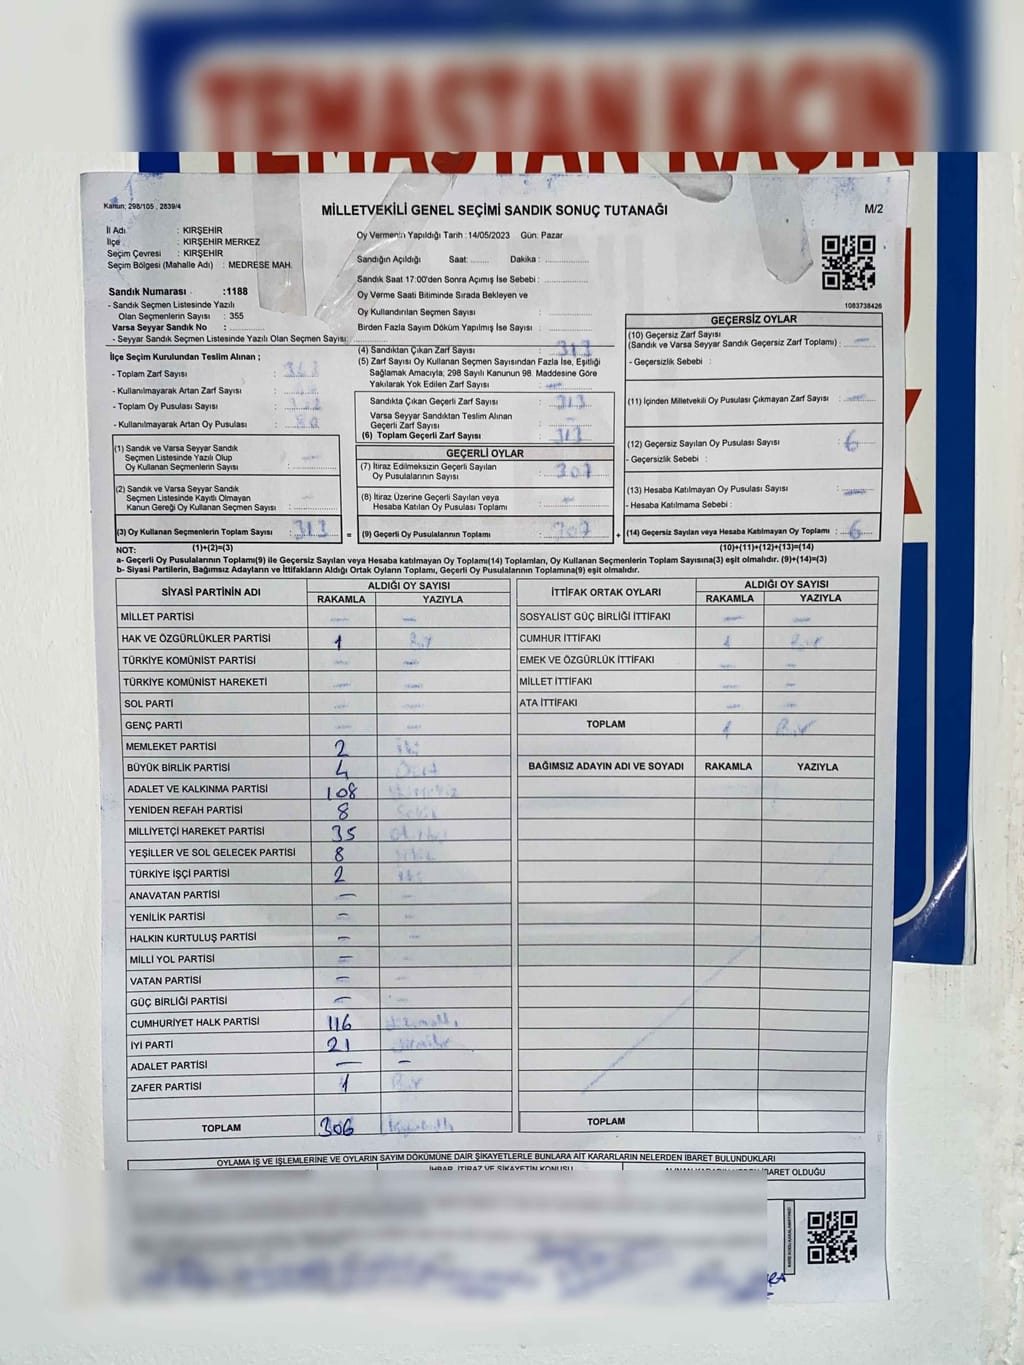 TEMASTAN KAÇIN
Kanun: 298/105 , 2839/4
MİLLETVEKİLİ GENEL SEÇİMİ SANDIK SONUÇ TUTANAĞI
M/2
İl Adı : KIRŞEHİR
İlçe : KIRŞEHİR MERKEZ
Seçim Çevresi : KIRŞEHİR
Seçim Bölgesi (Mahalle Adı) : MEDRESE MAH.
Sandık Numarası :1188
- Sandık Seçmen Listesinde Yazılı
Olan Seçmenlerin Sayısı : 355
Varsa Seyyar Sandık No :
- Seyyar Sandık Seçmen Listesinde Yazılı Olan Seçmen Sayısı:
Oy Vermenin Yapıldığı Tarih : 14/05/2023 Gün: Pazar
Sandığın Açıldığı Saat: Dakika :
Sandık Saat 17:00'den Sonra Açımış İse Sebebi :
Oy Verme Saati Bitiminde Sırada Bekleyen ve
Oy Kullandırılan Seçmen Sayısı :
Birden Fazla Sayım Döküm Yapılmış İse Sayısı :
1083738426
İlçe Seçim Kurulundan Teslim Alınan ;
- Toplam Zarf Sayısı :
- Kullanılmayarak Artan Zarf Sayısı :
- Toplam Oy Pusulası Sayısı :
- Kullanılmayarak Artan Oy Pusulası :
(1) Sandık ve Varsa Seyyar Sandık
Seçmen Listesinde Yazılı Olup
Oy Kullanan Seçmenlerin Sayısı : —
(2) Sandık ve Varsa Seyyar Sandık
Seçmen Listesinde Kayıtlı Olmayan
Kanun Gereği Oy Kullanan Seçmen Sayısı : —
(3) Oy Kullanan Seçmenlerin Toplam Sayısı : 313
(4) Sandıktan Çıkan Zarf Sayısı : 313
(5) Zarf Sayısı Oy Kullanan Seçmen Sayısından Fazla İse, Eşitliği
Sağlamak Amacıyla; 298 Sayılı Kanunun 98. Maddesine Göre
Yakılarak Yok Edilen Zarf Sayısı : —
Sandıkta Çıkan Geçerli Zarf Sayısı : 313
Varsa Seyyar Sandıktan Teslim Alınan
Geçerli Zarf Sayısı : —
(6) Toplam Geçerli Zarf Sayısı : 313
GEÇERLİ OYLAR
(7) İtiraz Edilmeksizin Geçerli Sayılan
Oy Pusulalarının Sayısı : 307
(8) İtiraz Üzerine Geçerli Sayılan veya
Hesaba Katılan Oy Pusulası Toplamı : —
= (9) Geçerli Oy Pusulalarının Toplamı : 307
GEÇERSİZ OYLAR
(10) Geçersiz Zarf Sayısı
(Sandık ve Varsa Seyyar Sandık Geçersiz Zarf Toplamı) : —
- Geçersizlik Sebebi :
(11) İçinden Milletvekili Oy Pusulası Çıkmayan Zarf Sayısı : —
(12) Geçersiz Sayılan Oy Pusulası Sayısı : 6
- Geçersizlik Sebebi :
(13) Hesaba Katılmayan Oy Pusulası Sayısı : —
- Hesaba Katılmama Sebebi :
+ (14) Geçersiz Sayılan veya Hesaba Katılmayan Oy Toplamı : 6
NOT: (1)+(2)=(3) (10)+(11)+(12)+(13)=(14)
a- Geçerli Oy Pusulalarının Toplamı(9) ile Geçersiz Sayılan veya Hesaba katılmayan Oy Toplamı(14) Toplamları, Oy Kullanan Seçmenlerin Toplam Sayısına(3) eşit olmalıdır. (9)+(14)=(3)
b- Siyasi Partilerin, Bağımsız Adayların ve İttifakların Aldığı Ortak Oyların Toplamı, Geçerli Oy Pusulalarının Toplamına(9) eşit olmalıdır.
SİYASİ PARTİNİN ADI ALDIĞI OY SAYISI
RAKAMLA YAZIYLA
MİLLET PARTİSİ — —
HAK VE ÖZGÜRLÜKLER PARTİSİ 1 Bir
TÜRKİYE KOMÜNİST PARTİSİ — —
TÜRKİYE KOMÜNİST HAREKETİ — —
SOL PARTİ — —
GENÇ PARTİ — —
MEMLEKET PARTİSİ 2 İki
BÜYÜK BİRLİK PARTİSİ 4 Dört
ADALET VE KALKINMA PARTİSİ 108
YENİDEN REFAH PARTİSİ 8 Sekiz
MİLLİYETÇİ HAREKET PARTİSİ 35
YEŞİLLER VE SOL GELECEK PARTİSİ 8
TÜRKİYE İŞÇİ PARTİSİ 2 İki
ANAVATAN PARTİSİ — —
YENİLİK PARTİSİ — —
HALKIN KURTULUŞ PARTİSİ — —
MİLLİ YOL PARTİSİ — —
VATAN PARTİSİ — —
GÜÇ BİRLİĞİ PARTİSİ — —
CUMHURİYET HALK PARTİSİ 116
İYİ PARTİ 21
ADALET PARTİSİ — —
ZAFER PARTİSİ 1 Bir
TOPLAM 306
İTTİFAK ORTAK OYLARI ALDIĞI OY SAYISI
RAKAMLA YAZIYLA
SOSYALİST GÜÇ BİRLİĞİ İTTİFAKI — —
CUMHUR İTTİFAKI 1 Bir
EMEK VE ÖZGÜRLÜK İTTİFAKI — —
MİLLET İTTİFAKI — —
ATA İTTİFAKI — —
TOPLAM 1 Bir
BAĞIMSIZ ADAYIN ADI VE SOYADI RAKAMLA YAZIYLA
TOPLAM
OYLAMA İŞ VE İŞLEMLERİNE VE OYLARIN SAYIM DÖKÜMÜNE DAİR ŞİKAYETLERLE BUNLARA AİT KARARLARIN NELERDEN İBARET BULUNDUKLARI
İHBAR, İTİRAZ VE ŞİKAYETİN KONUSU
İBARET OLDUĞU